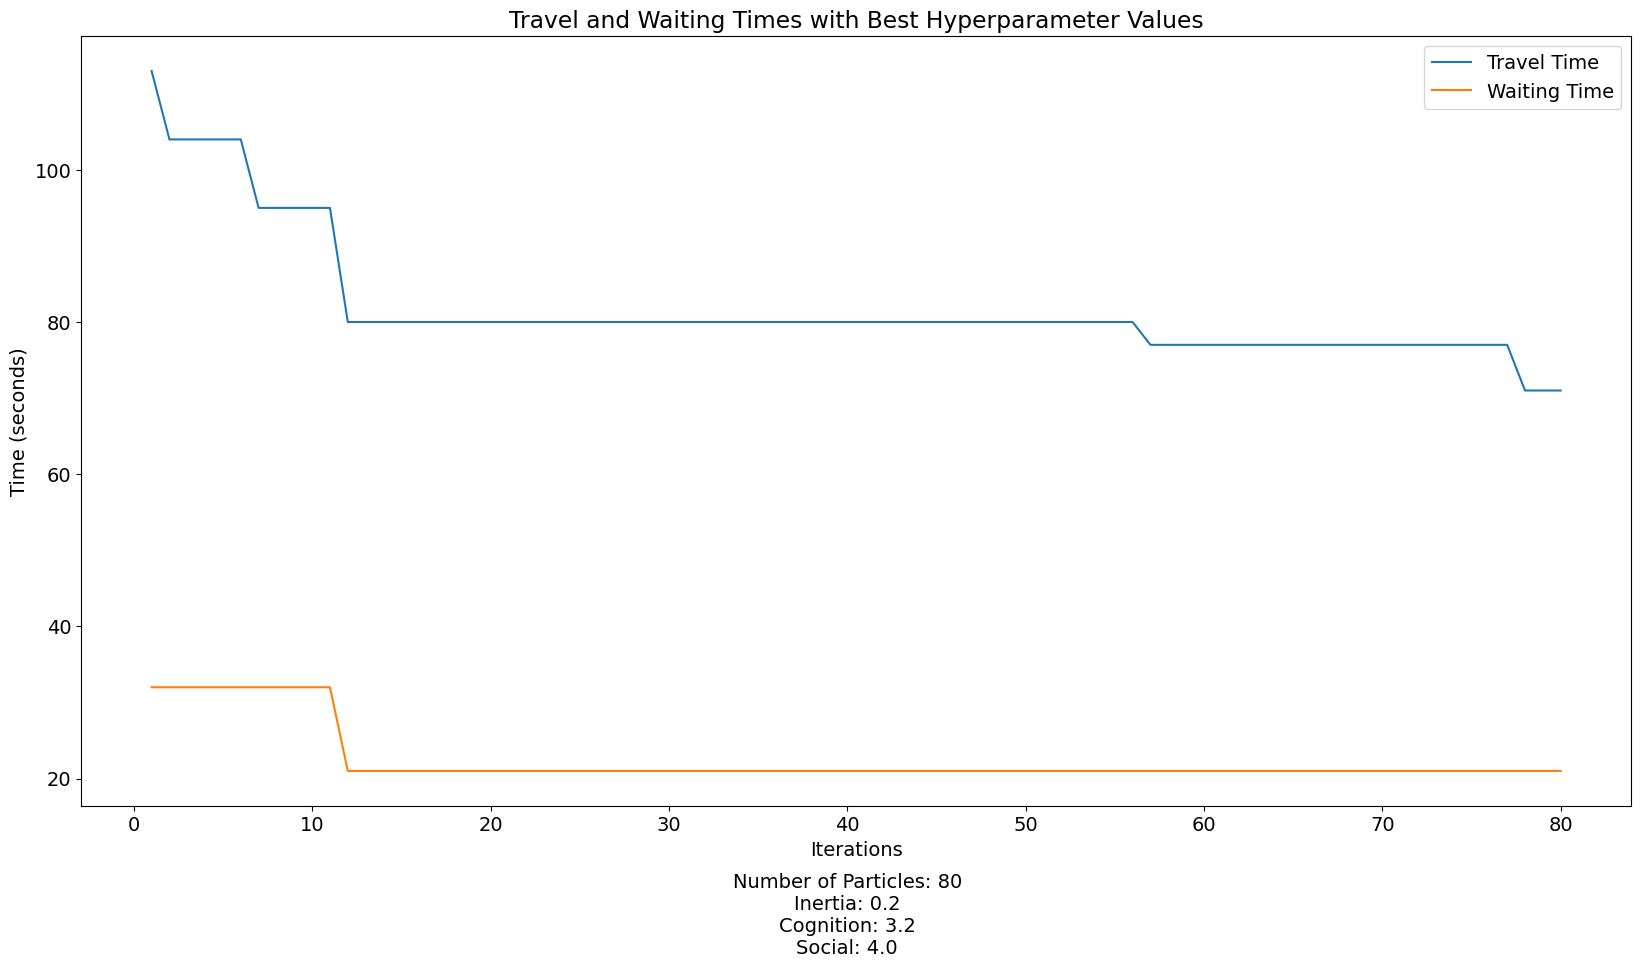 Travel and Waiting Times with Best Hyperparameter Values
Travel Time
Waiting Time
100
80
60
40
20
Time (seconds)
0 10 20 30 40 50 60 70 80
Iterations
Number of Particles: 80
Inertia: 0.2
Cognition: 3.2
Social: 4.0